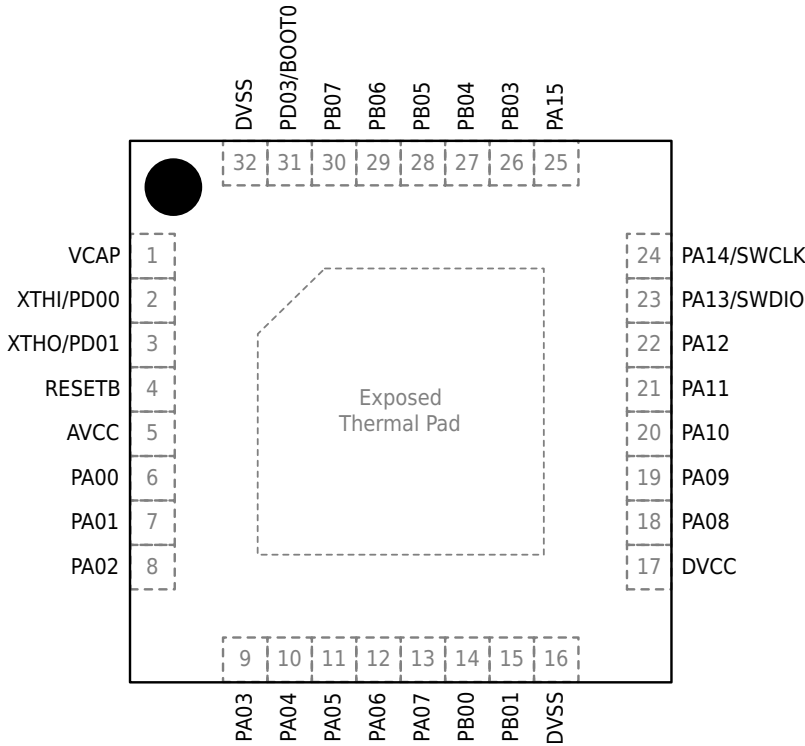 DVSS
PD03/BOOT0
PB07
PB06
PB05
PB04
PB03
PA15
32 31 30 29 28 27 26 25
VCAP 1
XTHI/PD00 2
XTHO/PD01 3
RESETB 4
AVCC 5
PA00 6
PA01 7
PA02 8
Exposed
Thermal Pad
24 PA14/SWCLK
23 PA13/SWDIO
22 PA12
21 PA11
20 PA10
19 PA09
18 PA08
17 DVCC
9 10 11 12 13 14 15 16
PA03
PA04
PA05
PA06
PA07
PB00
PB01
DVSS